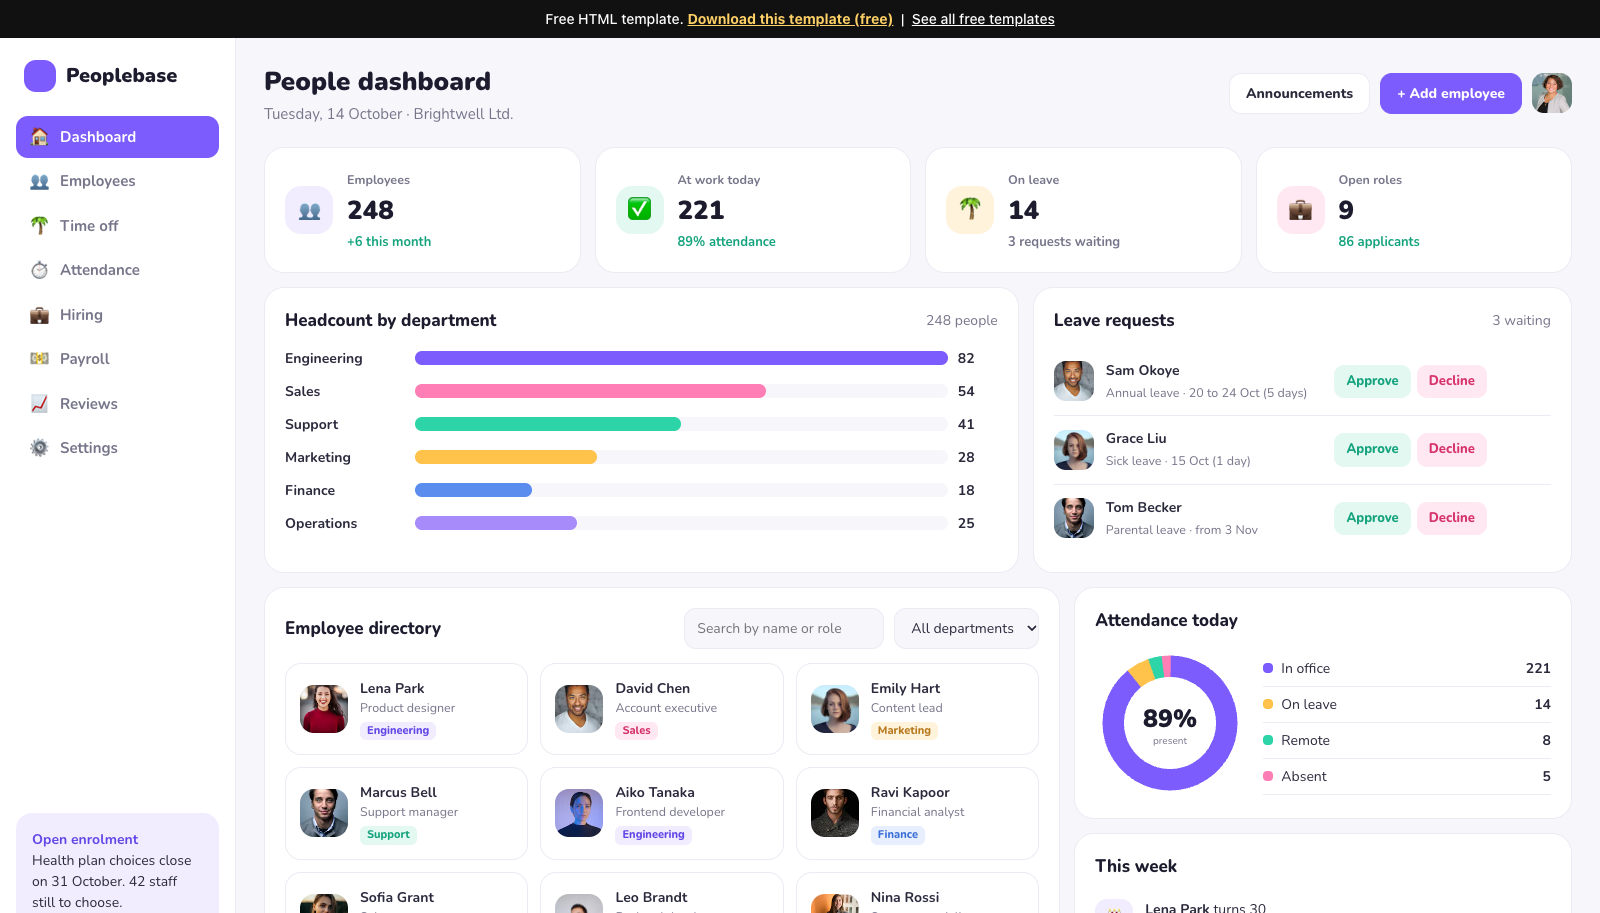 Free HTML template. Download this template (free) | See all free templates
Peoplebase
Dashboard
Employees
Time off
Attendance
Hiring
Payroll
Reviews
Settings
Open enrolment
Health plan choices close
on 31 October. 42 staff
still to choose.
People dashboard
Tuesday, 14 October · Brightwell Ltd.
Announcements
+ Add employee
Employees
248
+6 this month
At work today
221
89% attendance
On leave
14
3 requests waiting
Open roles
9
86 applicants
Headcount by department
248 people
Engineering 82
Sales 54
Support 41
Marketing 28
Finance 18
Operations 25
Leave requests
3 waiting
Sam Okoye
Annual leave · 20 to 24 Oct (5 days)
Approve Decline
Grace Liu
Sick leave · 15 Oct (1 day)
Approve Decline
Tom Becker
Parental leave · from 3 Nov
Approve Decline
Employee directory
Search by name or role
All departments
Lena Park
Product designer
Engineering
David Chen
Account executive
Sales
Emily Hart
Content lead
Marketing
Marcus Bell
Support manager
Support
Aiko Tanaka
Frontend developer
Engineering
Ravi Kapoor
Financial analyst
Finance
Sofia Grant
Leo Brandt
Nina Rossi
Attendance today
89%
present
In office 221
On leave 14
Remote 8
Absent 5
This week
Lena Park turns 30